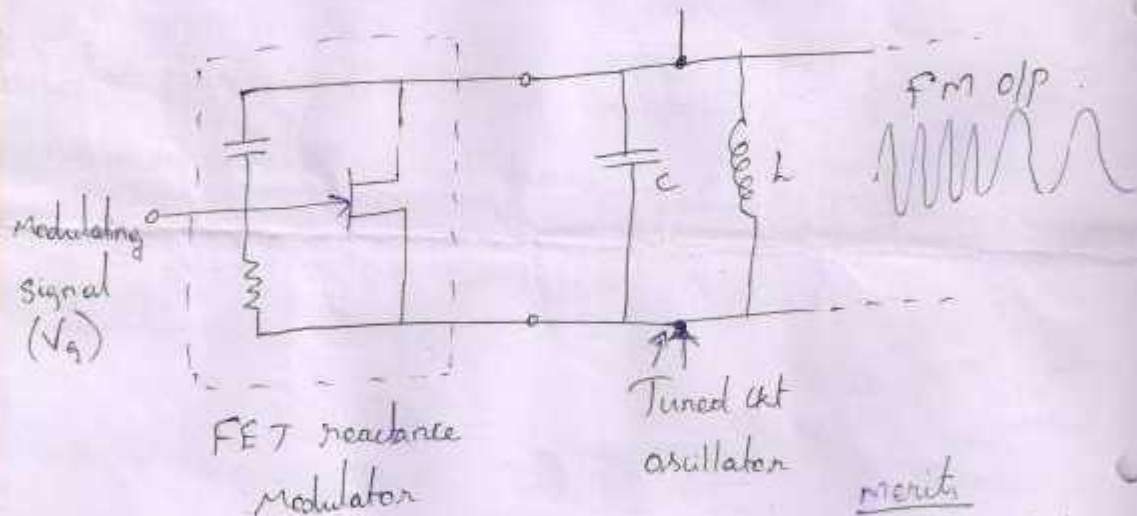 Modulating
signal
(Vg)
FET reactance
Modulator
C
L
Tuned ckt
oscillator
FM O/P
Merits